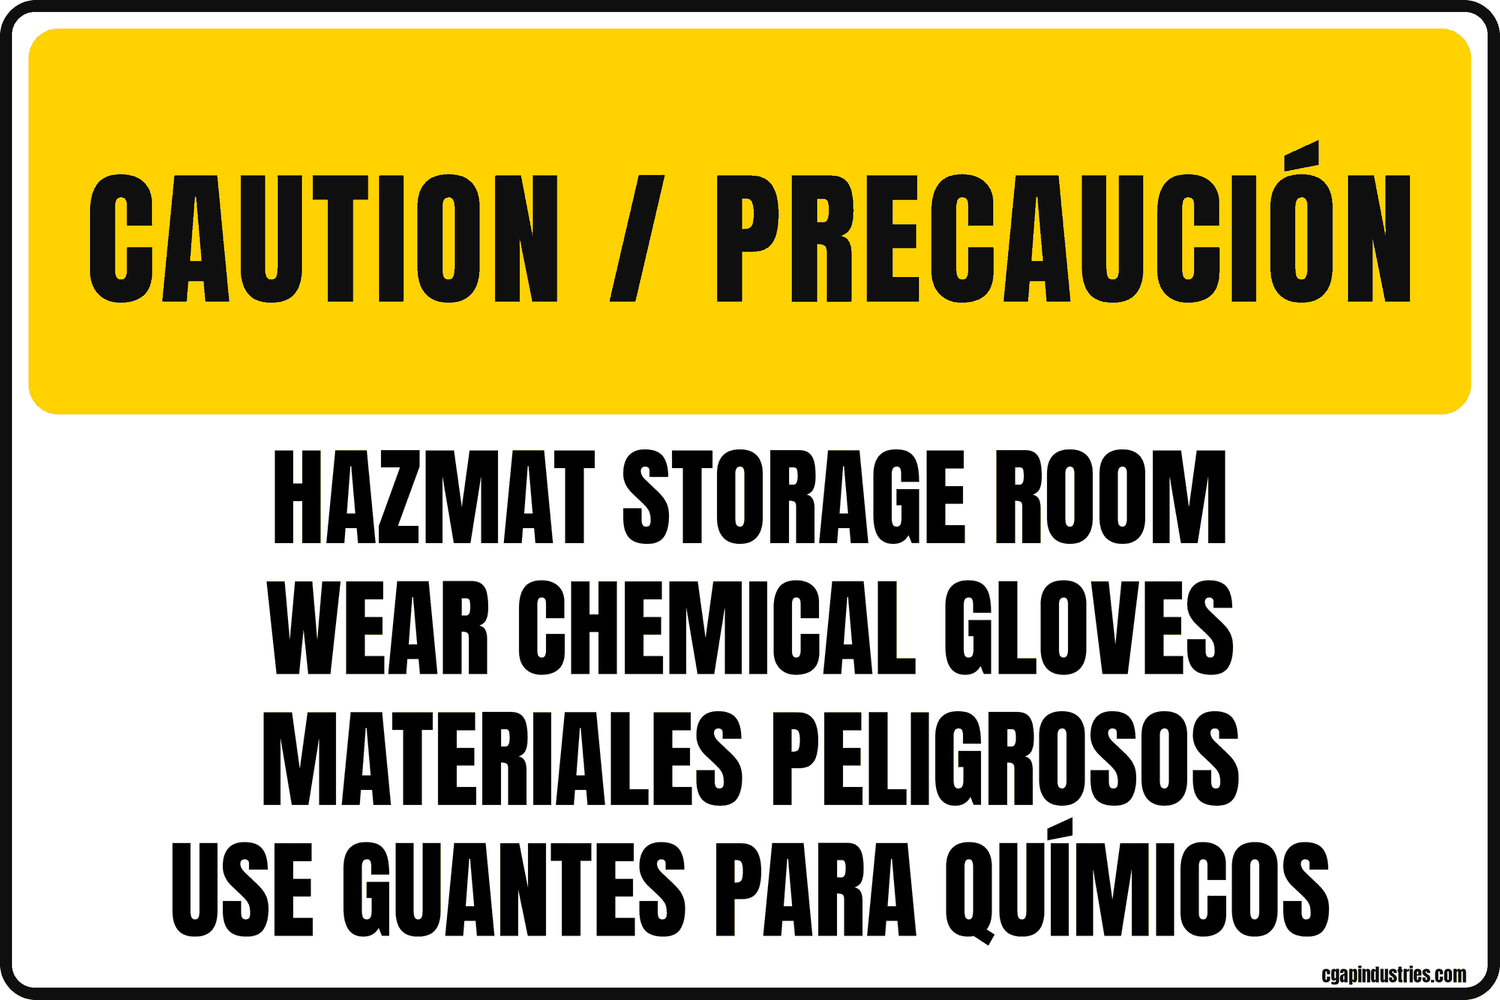 CAUTION / PRECAUCIÓN
HAZMAT STORAGE ROOM
WEAR CHEMICAL GLOVES
MATERIALES PELIGROSOS
USE GUANTES PARA QUÍMICOS
cgapindustries.com